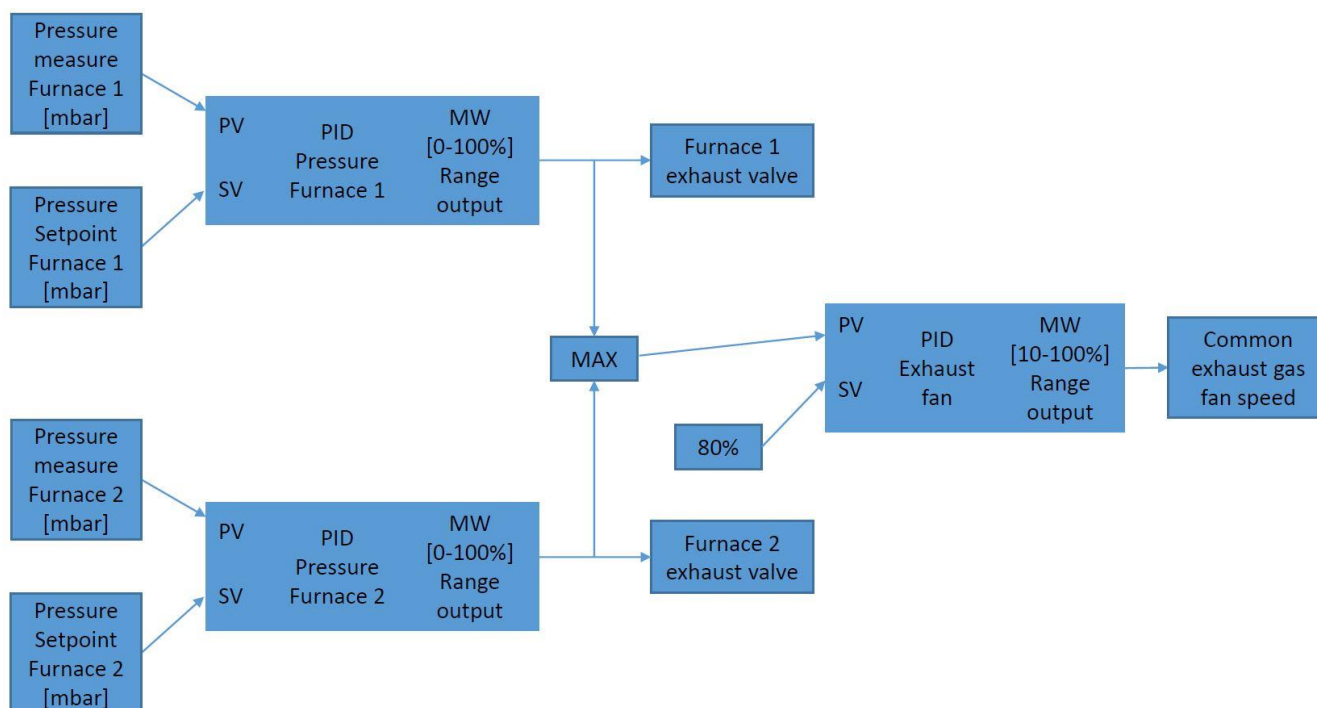 Pressure
measure
Furnace 1
[mbar]
Pressure
Setpoint
Furnace 1
[mbar]
PV
SV
PID
Pressure
Furnace 1
MW
[0-100%]
Range
output
Furnace 1
exhaust valve
MAX
80%
PV
SV
PID
Exhaust
fan
MW
[10-100%]
Range
output
Common
exhaust gas
fan speed
Pressure
measure
Furnace 2
[mbar]
Pressure
Setpoint
Furnace 2
[mbar]
PV
SV
PID
Pressure
Furnace 2
MW
[0-100%]
Range
output
Furnace 2
exhaust valve